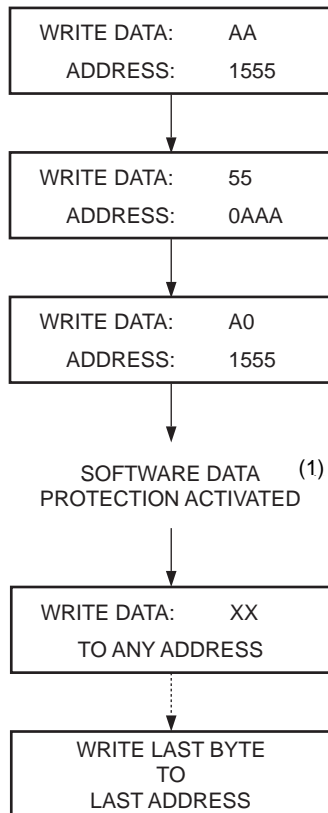 WRITE DATA: AA
ADDRESS: 1555
WRITE DATA: 55
ADDRESS: 0AAA
WRITE DATA: A0
ADDRESS: 1555
SOFTWARE DATA (1)
PROTECTION ACTIVATED
WRITE DATA: XX
TO ANY ADDRESS
WRITE LAST BYTE
TO
LAST ADDRESS